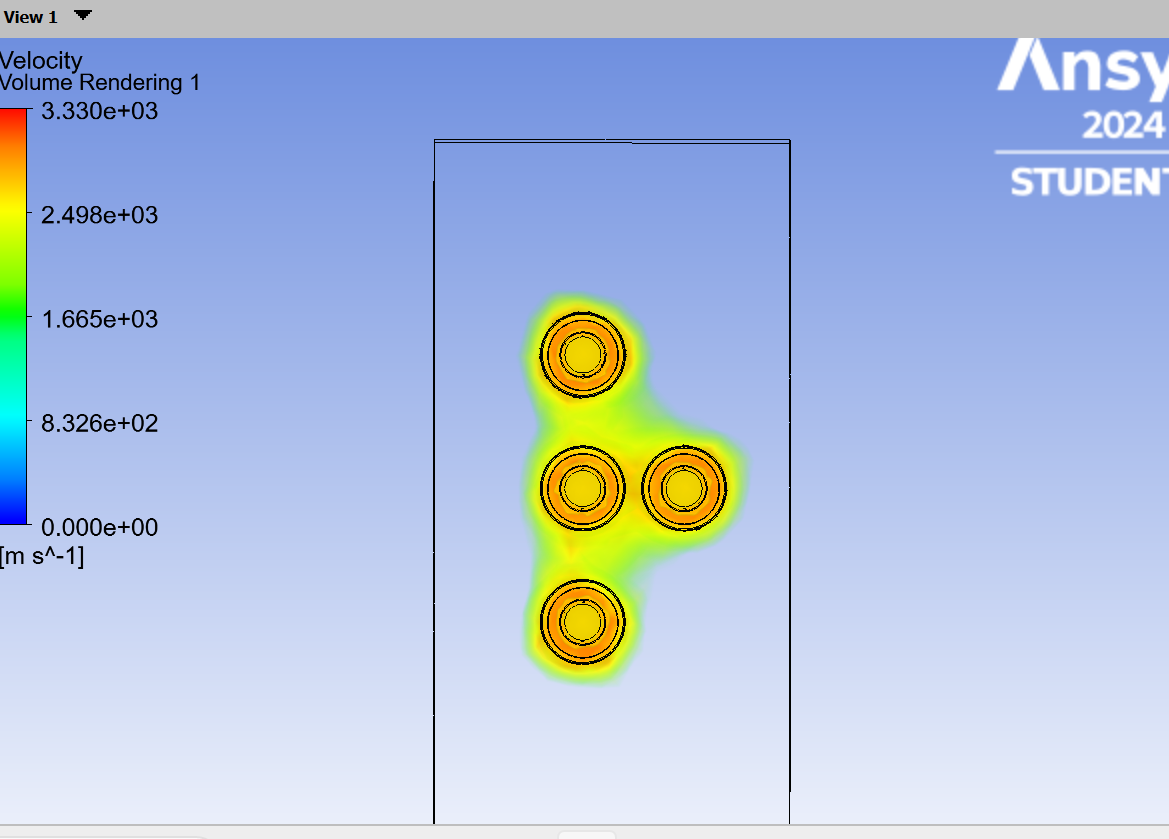 View 1
Velocity
Volume Rendering 1
3.330e+03
2.498e+03
1.665e+03
8.326e+02
0.000e+00
[m s^-1]
Ansy
2024
STUDENT